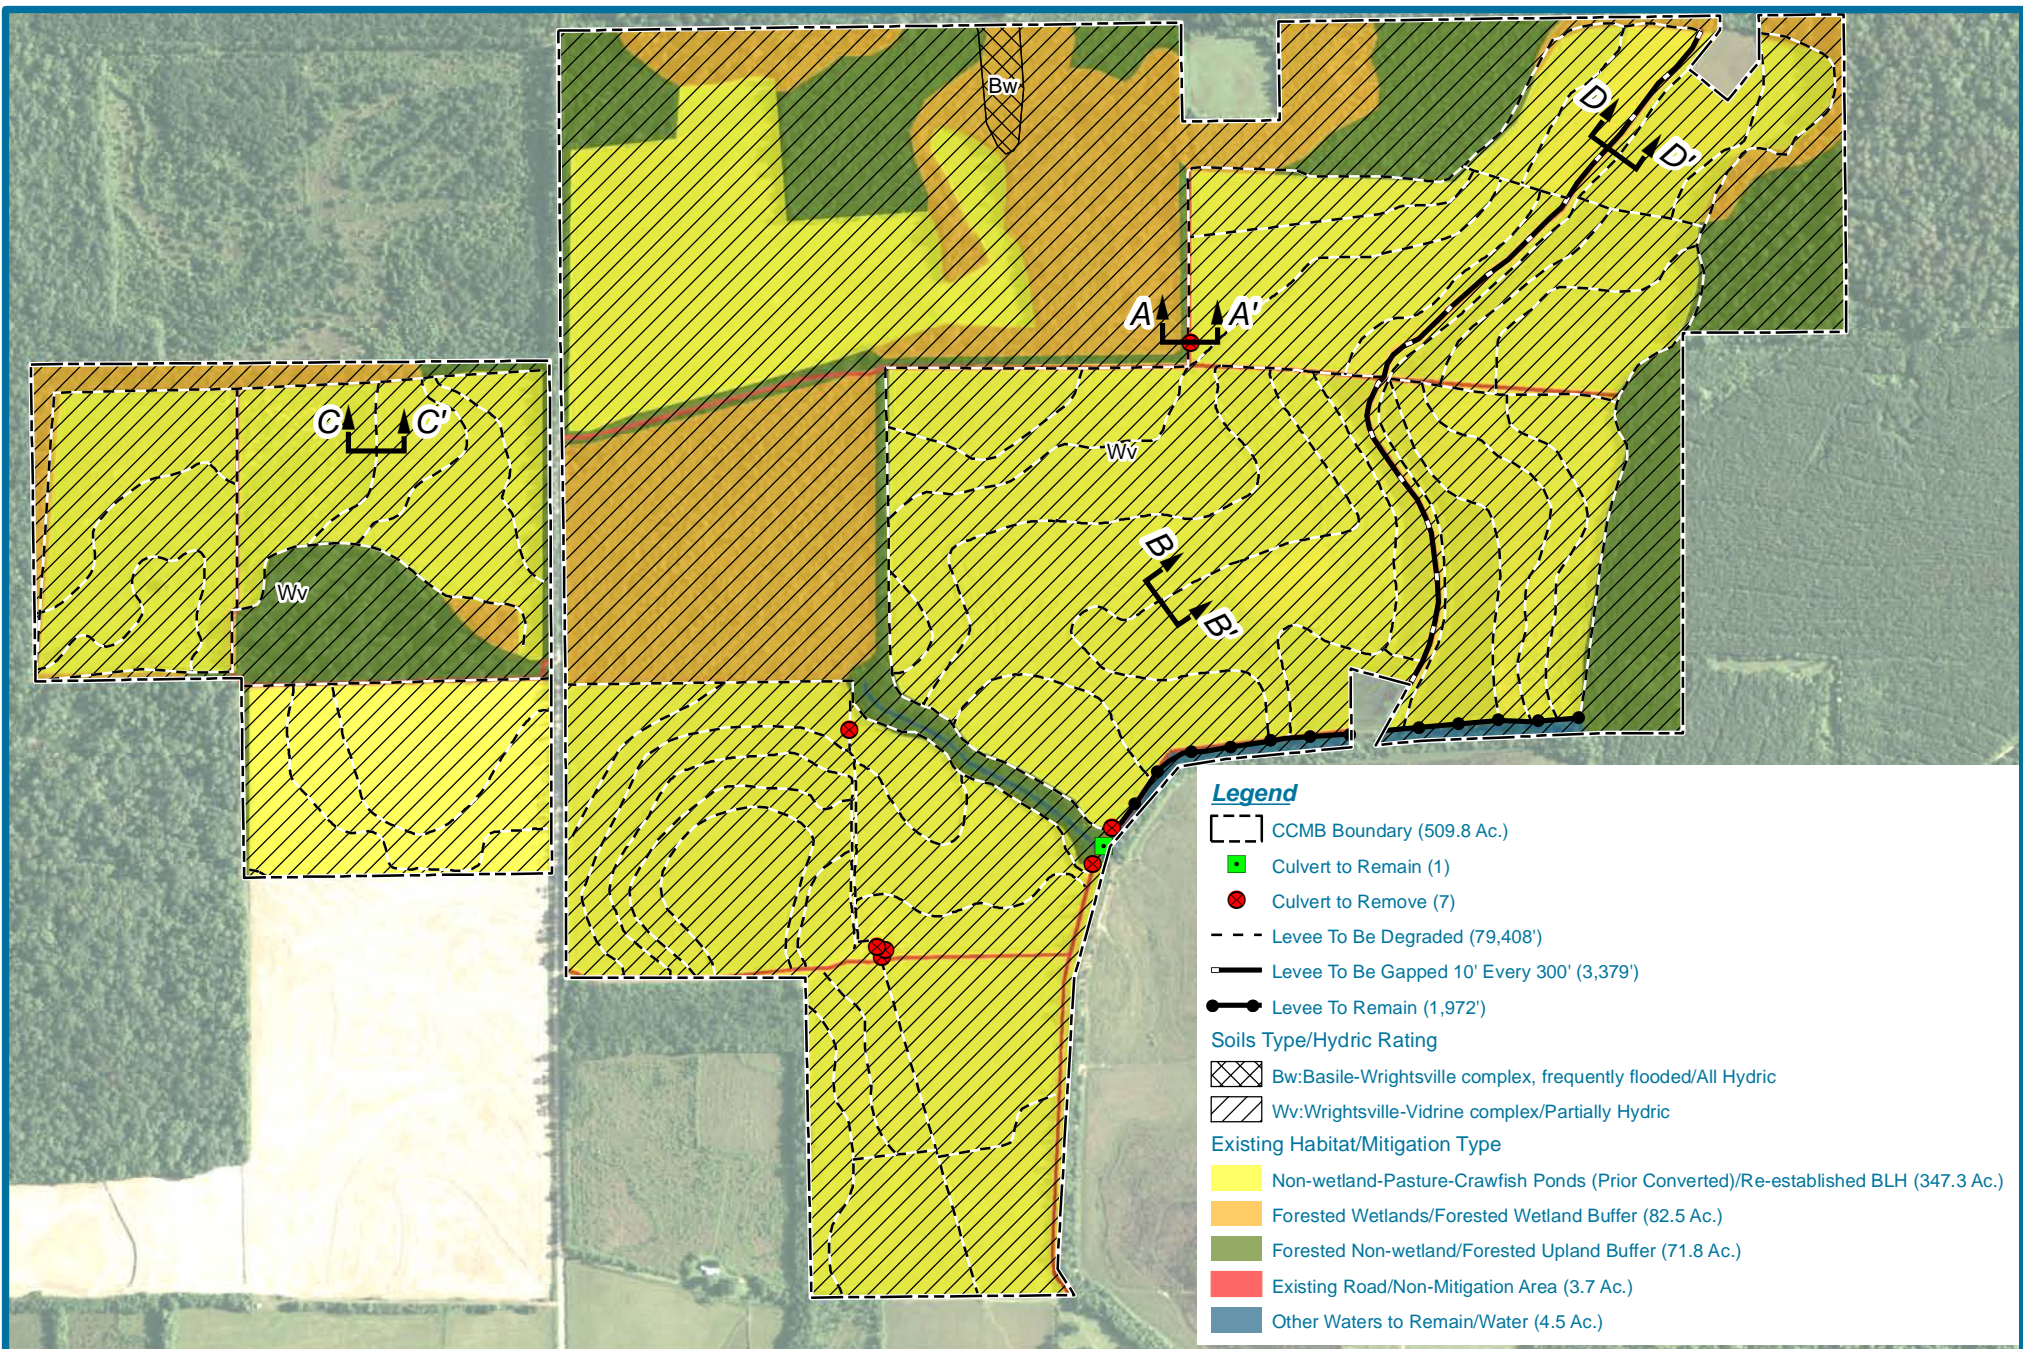 Bw
D
D'
A
A'
C
C'
Wv
B
B'
Wv
Legend
CCMB Boundary (509.8 Ac.)
Culvert to Remain (1)
Culvert to Remove (7)
Levee To Be Degraded (79,408')
Levee To Be Gapped 10' Every 300' (3,379')
Levee To Remain (1,972')
Soils Type/Hydric Rating
Bw:Basile-Wrightsville complex, frequently flooded/All Hydric
Wv:Wrightsville-Vidrine complex/Partially Hydric
Existing Habitat/Mitigation Type
Non-wetland-Pasture-Crawfish Ponds (Prior Converted)/Re-established BLH (347.3 Ac.)
Forested Wetlands/Forested Wetland Buffer (82.5 Ac.)
Forested Non-wetland/Forested Upland Buffer (71.8 Ac.)
Existing Road/Non-Mitigation Area (3.7 Ac.)
Other Waters to Remain/Water (4.5 Ac.)